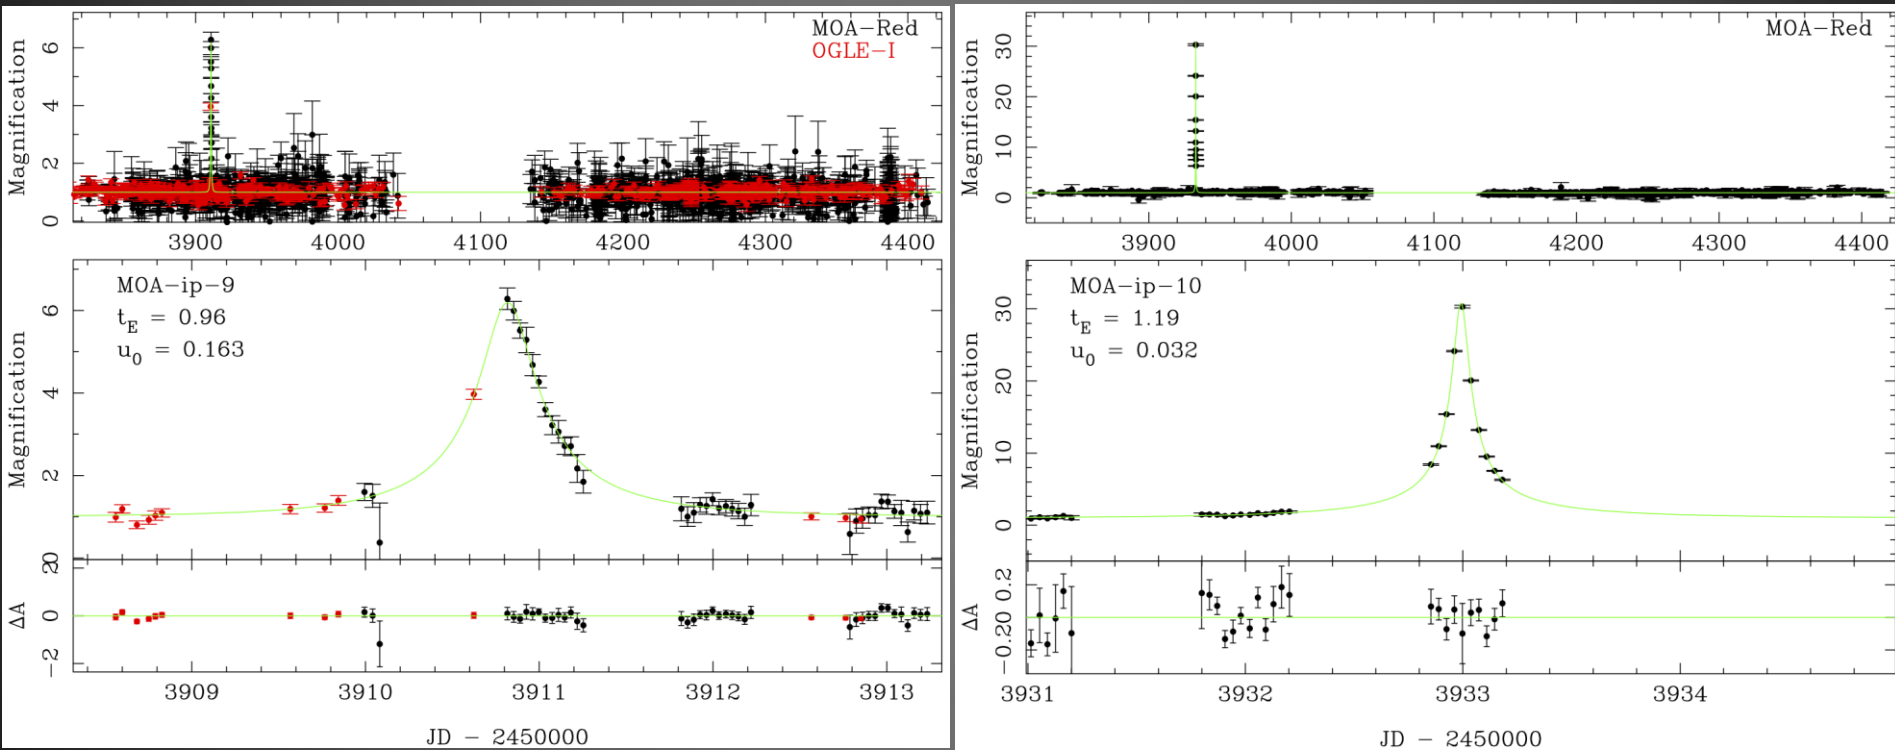 MOA-Red
OGLE-I
Magnification
0 2 4 6
3900 4000 4100 4200 4300 4400
MOA-ip-9
t_E = 0.96
u_0 = 0.163
Magnification
0 2 4 6
ΔA
-2 0 2
3909 3910 3911 3912 3913
JD - 2450000
MOA-Red
Magnification
0 10 20 30
3900 4000 4100 4200 4300 4400
MOA-ip-10
t_E = 1.19
u_0 = 0.032
Magnification
0 10 20 30
ΔA
-0.2 0 0.2
3931 3932 3933 3934
JD - 2450000